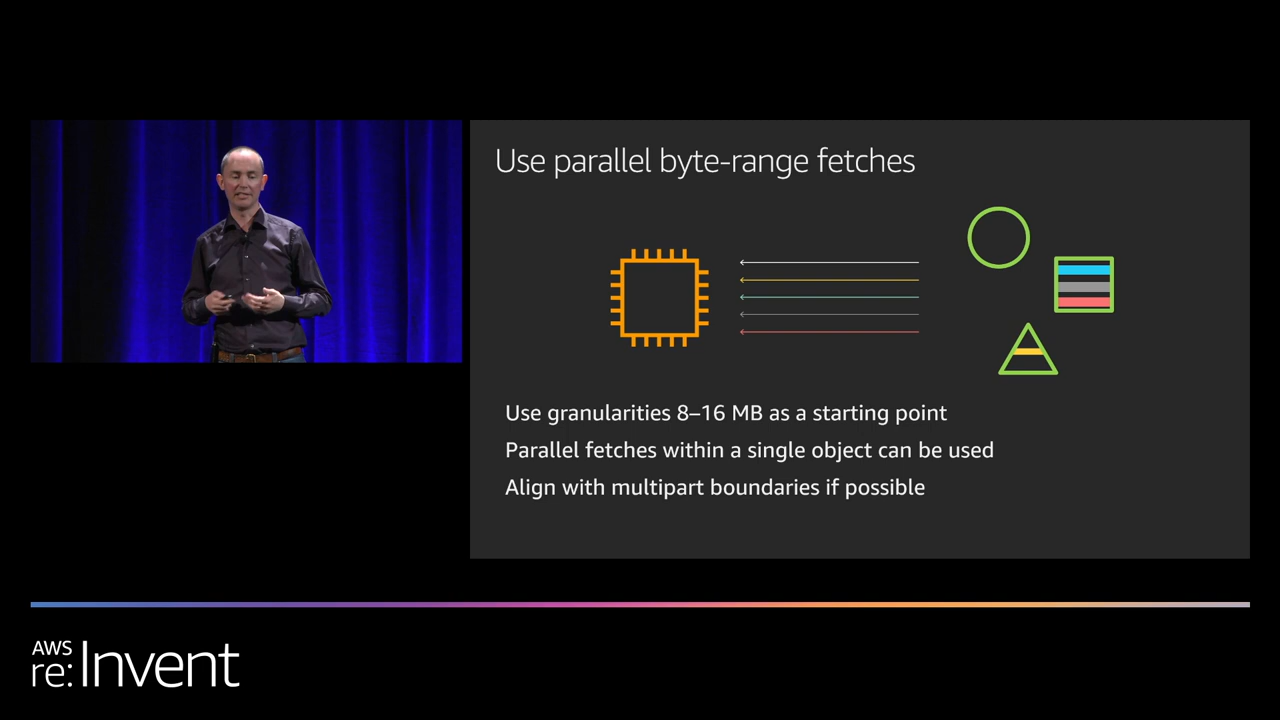 Use parallel byte-range fetches
Use granularities 8–16 MB as a starting point
Parallel fetches within a single object can be used
Align with multipart boundaries if possible
AWS
re:Invent